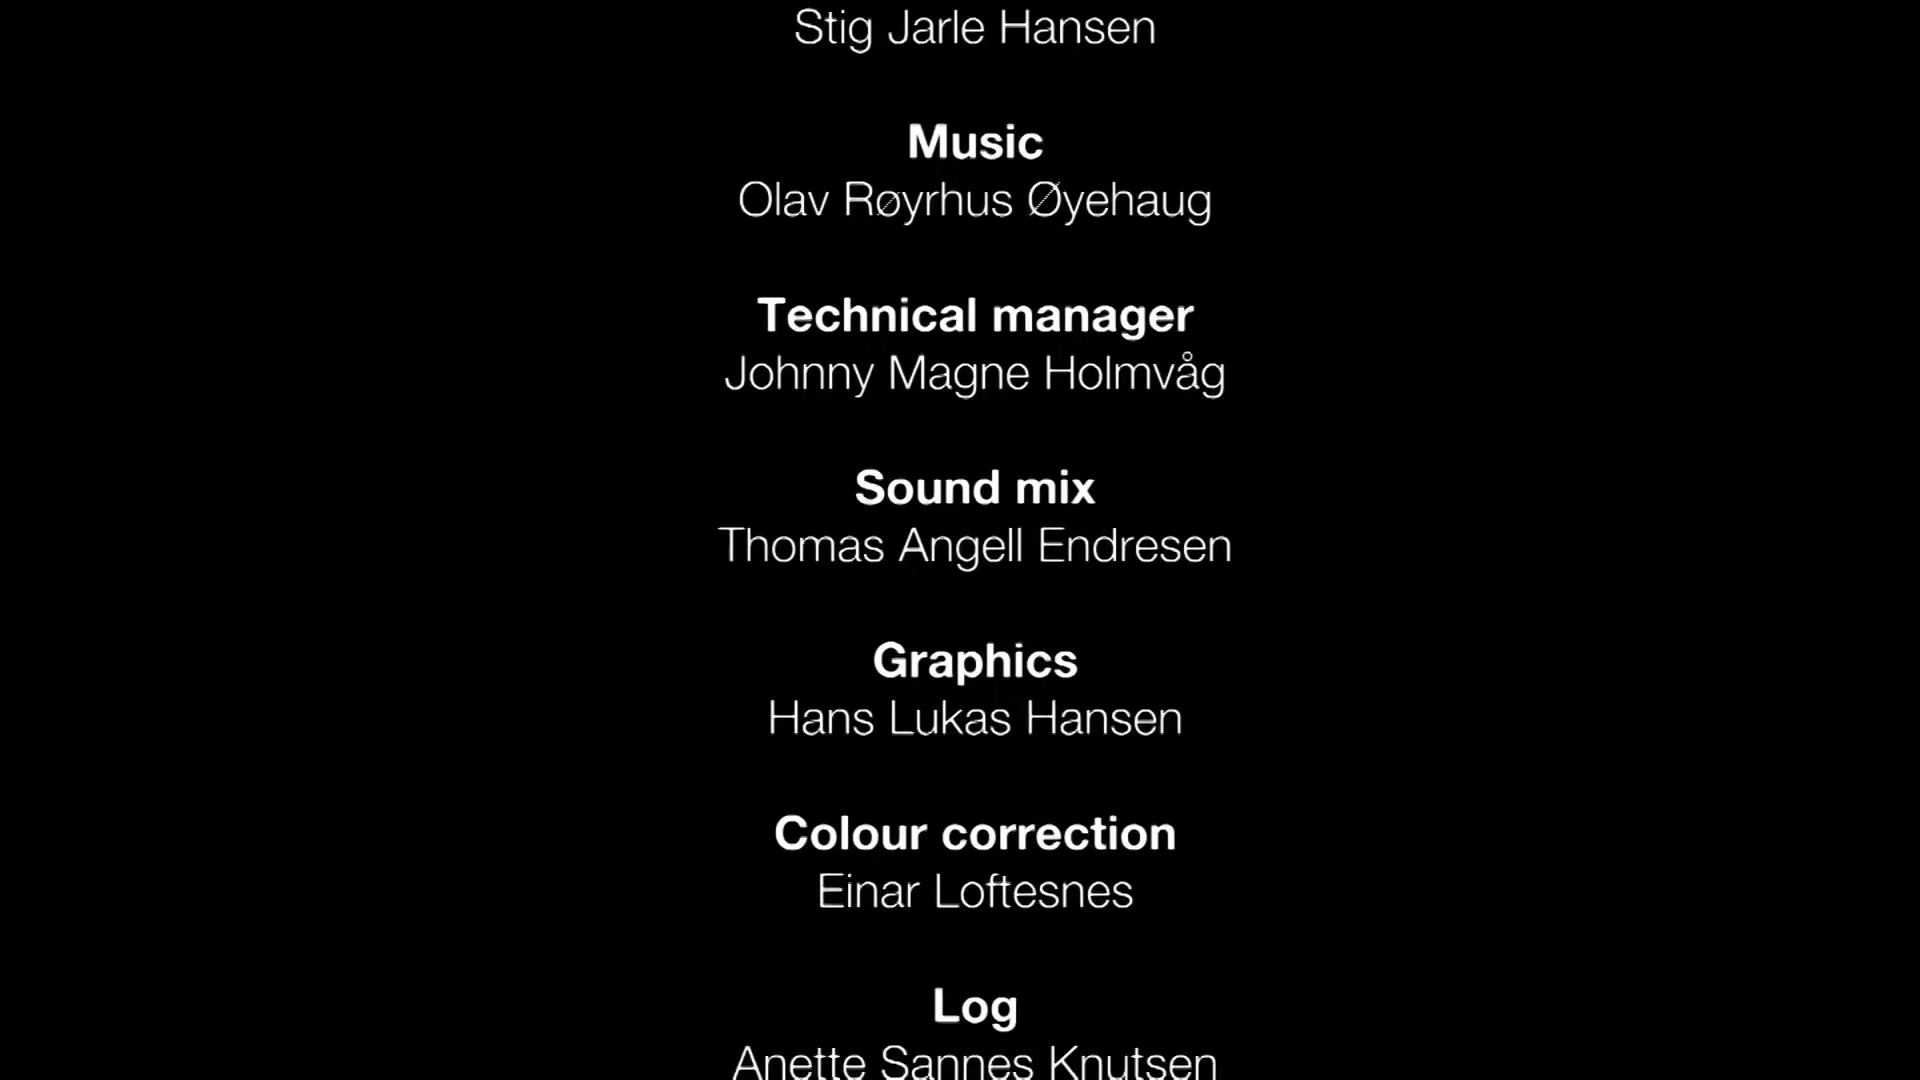 Stig Jarle Hansen
Music
Olav Røyrhus Øyehaug
Technical manager
Johnny Magne Holmvåg
Sound mix
Thomas Angell Endresen
Graphics
Hans Lukas Hansen
Colour correction
Einar Loftesnes
Log
Anette Sannes Knutsen